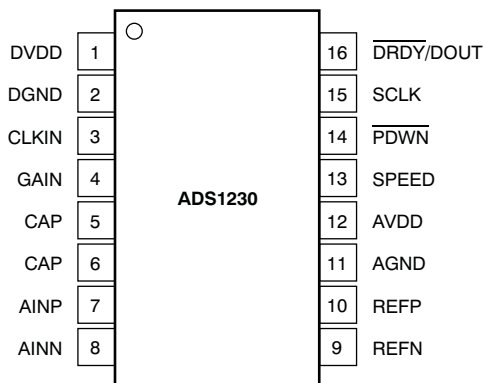 DVDD 1 16 DRDY/DOUT
DGND 2 15 SCLK
CLKIN 3 14 PDWN
GAIN 4 13 SPEED
ADS1230
CAP 5 12 AVDD
CAP 6 11 AGND
AINP 7 10 REFP
AINN 8 9 REFN